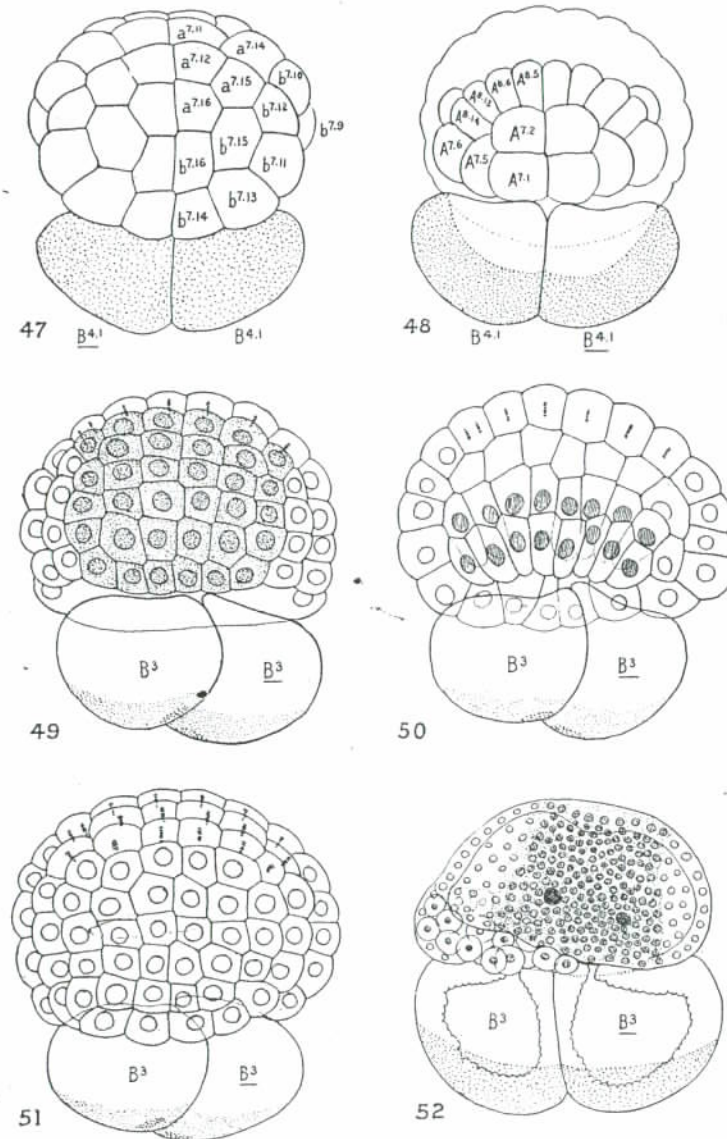 a7.11
a7.14
a7.12
b7.10
a7.15
a7.16
b7.12
b7.9
b7.15
b7.16
b7.11
b7.13
b7.14
47
B4.1
B4.1
A8.5
A8.6
A8.13
A8.14
A7.2
A7.6
A7.5
A7.1
48
B4.1
B4.1
B3
B3
49
B3
B3
50
B3
B3
51
B3
B3
52